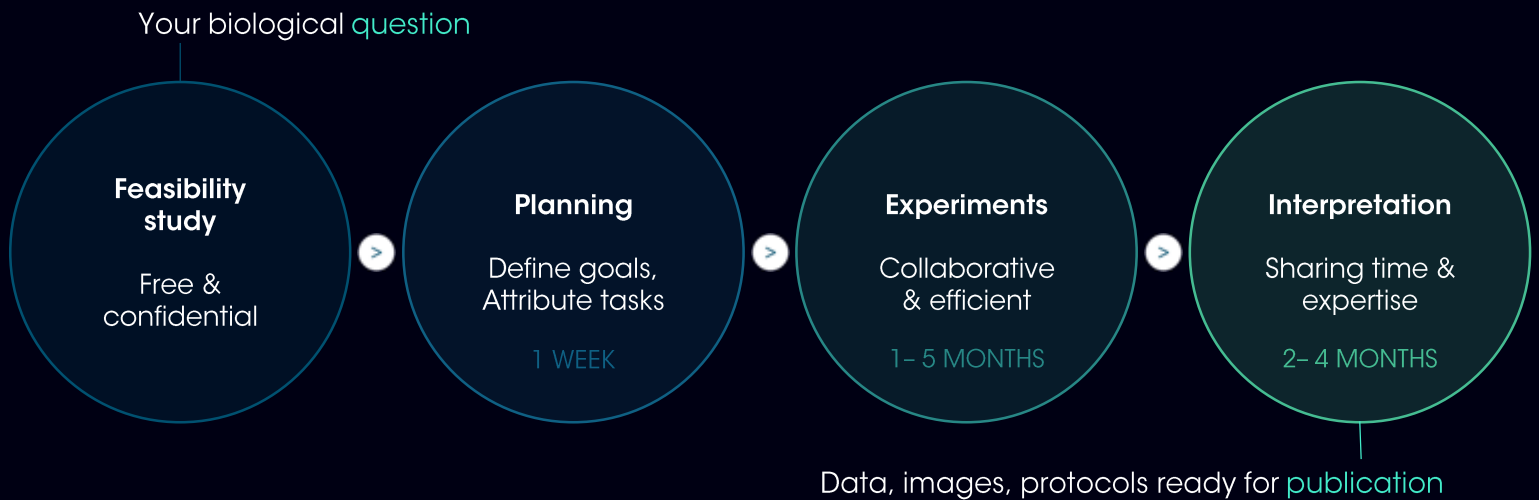 Your biological question
Feasibility
study
Free &
confidential
>
Planning
Define goals,
Attribute tasks
1 WEEK
>
Experiments
Collaborative
& efficient
1– 5 MONTHS
>
Interpretation
Sharing time &
expertise
2– 4 MONTHS
Data, images, protocols ready for publication